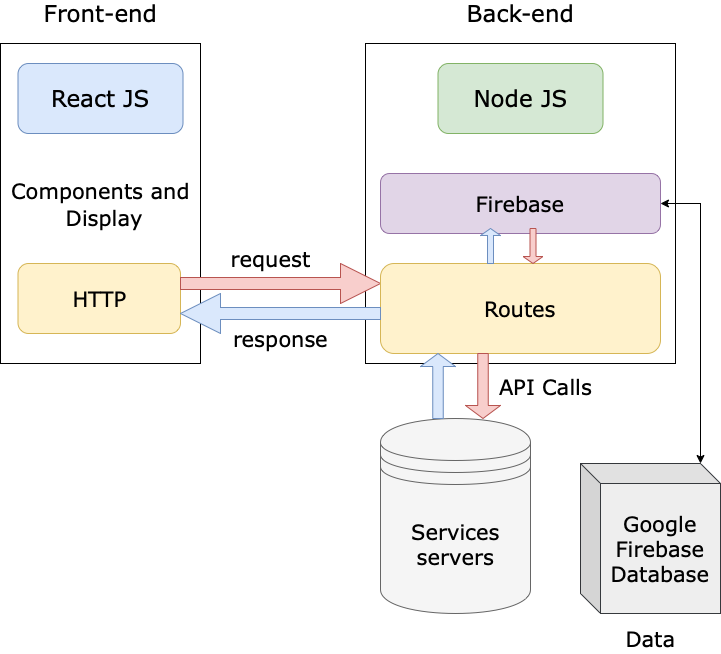 Front-end
Back-end
React JS
Node JS
Components and
Display
Firebase
HTTP
request
response
Routes
API Calls
Services
servers
Google
Firebase
Database
Data